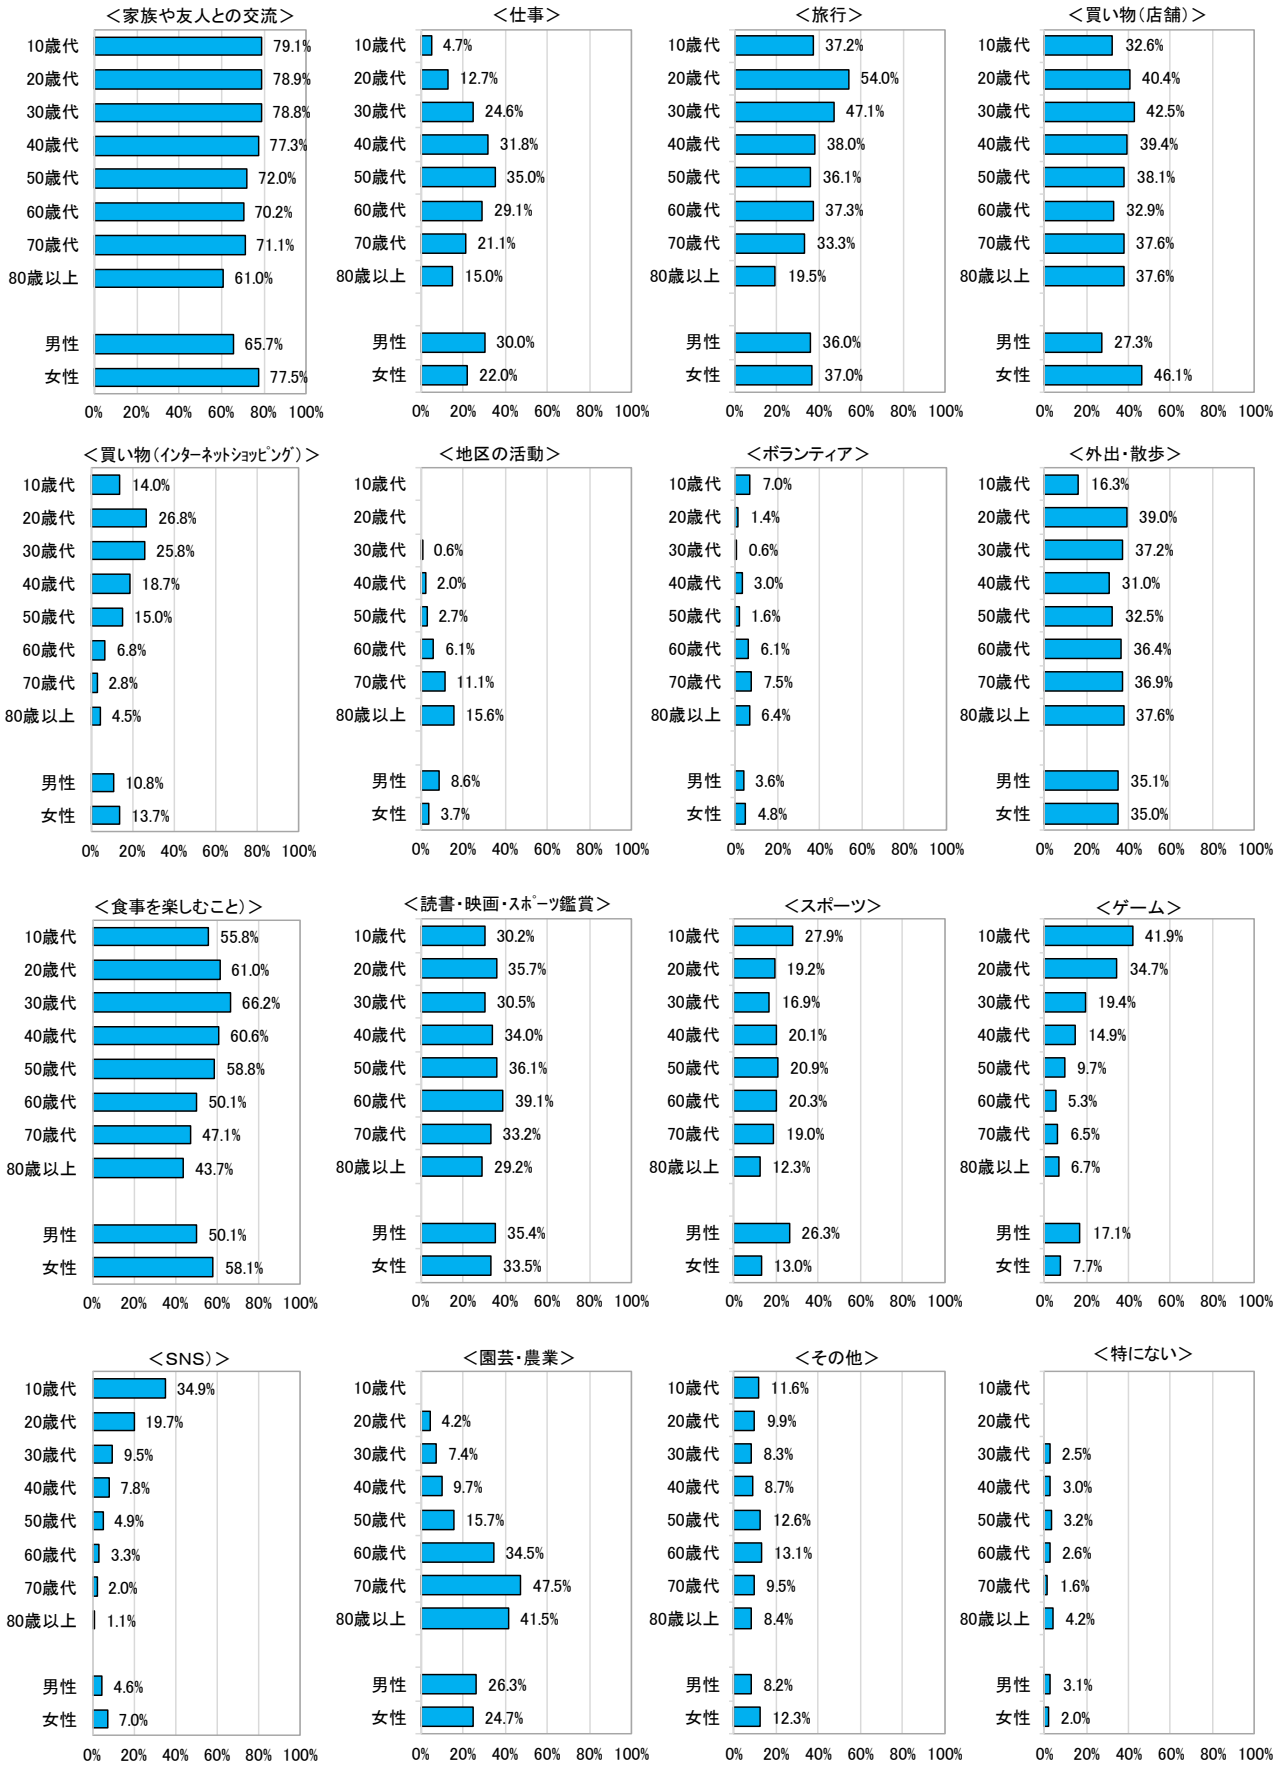 ＜家族や友人との交流＞
10歳代 79.1%
20歳代 78.9%
30歳代 78.8%
40歳代 77.3%
50歳代 72.0%
60歳代 70.2%
70歳代 71.1%
80歳以上 61.0%
男性 65.7%
女性 77.5%
0% 20% 40% 60% 80% 100%
＜仕事＞
10歳代 4.7%
20歳代 12.7%
30歳代 24.6%
40歳代 31.8%
50歳代 35.0%
60歳代 29.1%
70歳代 21.1%
80歳以上 15.0%
男性 30.0%
女性 22.0%
0% 20% 40% 60% 80% 100%
＜旅行＞
10歳代 37.2%
20歳代 54.0%
30歳代 47.1%
40歳代 38.0%
50歳代 36.1%
60歳代 37.3%
70歳代 33.3%
80歳以上 19.5%
男性 36.0%
女性 37.0%
0% 20% 40% 60% 80% 100%
＜買い物（店舗）＞
10歳代 32.6%
20歳代 40.4%
30歳代 42.5%
40歳代 39.4%
50歳代 38.1%
60歳代 32.9%
70歳代 37.6%
80歳以上 37.6%
男性 27.3%
女性 46.1%
0% 20% 40% 60% 80% 100%
＜買い物（ｲﾝﾀｰﾈｯﾄｼｮｯﾋﾟﾝｸﾞ）＞
10歳代 14.0%
20歳代 26.8%
30歳代 25.8%
40歳代 18.7%
50歳代 15.0%
60歳代 6.8%
70歳代 2.8%
80歳以上 4.5%
男性 10.8%
女性 13.7%
0% 20% 40% 60% 80% 100%
＜地区の活動＞
10歳代
20歳代
30歳代 0.6%
40歳代 2.0%
50歳代 2.7%
60歳代 6.1%
70歳代 11.1%
80歳以上 15.6%
男性 8.6%
女性 3.7%
0% 20% 40% 60% 80% 100%
＜ボランティア＞
10歳代 7.0%
20歳代 1.4%
30歳代 0.6%
40歳代 3.0%
50歳代 1.6%
60歳代 6.1%
70歳代 7.5%
80歳以上 6.4%
男性 3.6%
女性 4.8%
0% 20% 40% 60% 80% 100%
＜外出・散歩＞
10歳代 16.3%
20歳代 39.0%
30歳代 37.2%
40歳代 31.0%
50歳代 32.5%
60歳代 36.4%
70歳代 36.9%
80歳以上 37.6%
男性 35.1%
女性 35.0%
0% 20% 40% 60% 80% 100%
＜食事を楽しむこと）＞
10歳代 55.8%
20歳代 61.0%
30歳代 66.2%
40歳代 60.6%
50歳代 58.8%
60歳代 50.1%
70歳代 47.1%
80歳以上 43.7%
男性 50.1%
女性 58.1%
0% 20% 40% 60% 80% 100%
＜読書・映画・ｽﾎﾟｰﾂ鑑賞＞
10歳代 30.2%
20歳代 35.7%
30歳代 30.5%
40歳代 34.0%
50歳代 36.1%
60歳代 39.1%
70歳代 33.2%
80歳以上 29.2%
男性 35.4%
女性 33.5%
0% 20% 40% 60% 80% 100%
＜スポーツ＞
10歳代 27.9%
20歳代 19.2%
30歳代 16.9%
40歳代 20.1%
50歳代 20.9%
60歳代 20.3%
70歳代 19.0%
80歳以上 12.3%
男性 26.3%
女性 13.0%
0% 20% 40% 60% 80% 100%
＜ゲーム＞
10歳代 41.9%
20歳代 34.7%
30歳代 19.4%
40歳代 14.9%
50歳代 9.7%
60歳代 5.3%
70歳代 6.5%
80歳以上 6.7%
男性 17.1%
女性 7.7%
0% 20% 40% 60% 80% 100%
＜ＳＮＳ）＞
10歳代 34.9%
20歳代 19.7%
30歳代 9.5%
40歳代 7.8%
50歳代 4.9%
60歳代 3.3%
70歳代 2.0%
80歳以上 1.1%
男性 4.6%
女性 7.0%
0% 20% 40% 60% 80% 100%
＜園芸・農業＞
10歳代
20歳代 4.2%
30歳代 7.4%
40歳代 9.7%
50歳代 15.7%
60歳代 34.5%
70歳代 47.5%
80歳以上 41.5%
男性 26.3%
女性 24.7%
0% 20% 40% 60% 80% 100%
＜その他＞
10歳代 11.6%
20歳代 9.9%
30歳代 8.3%
40歳代 8.7%
50歳代 12.6%
60歳代 13.1%
70歳代 9.5%
80歳以上 8.4%
男性 8.2%
女性 12.3%
0% 20% 40% 60% 80% 100%
＜特にない＞
10歳代
20歳代
30歳代 2.5%
40歳代 3.0%
50歳代 3.2%
60歳代 2.6%
70歳代 1.6%
80歳以上 4.2%
男性 3.1%
女性 2.0%
0% 20% 40% 60% 80% 100%